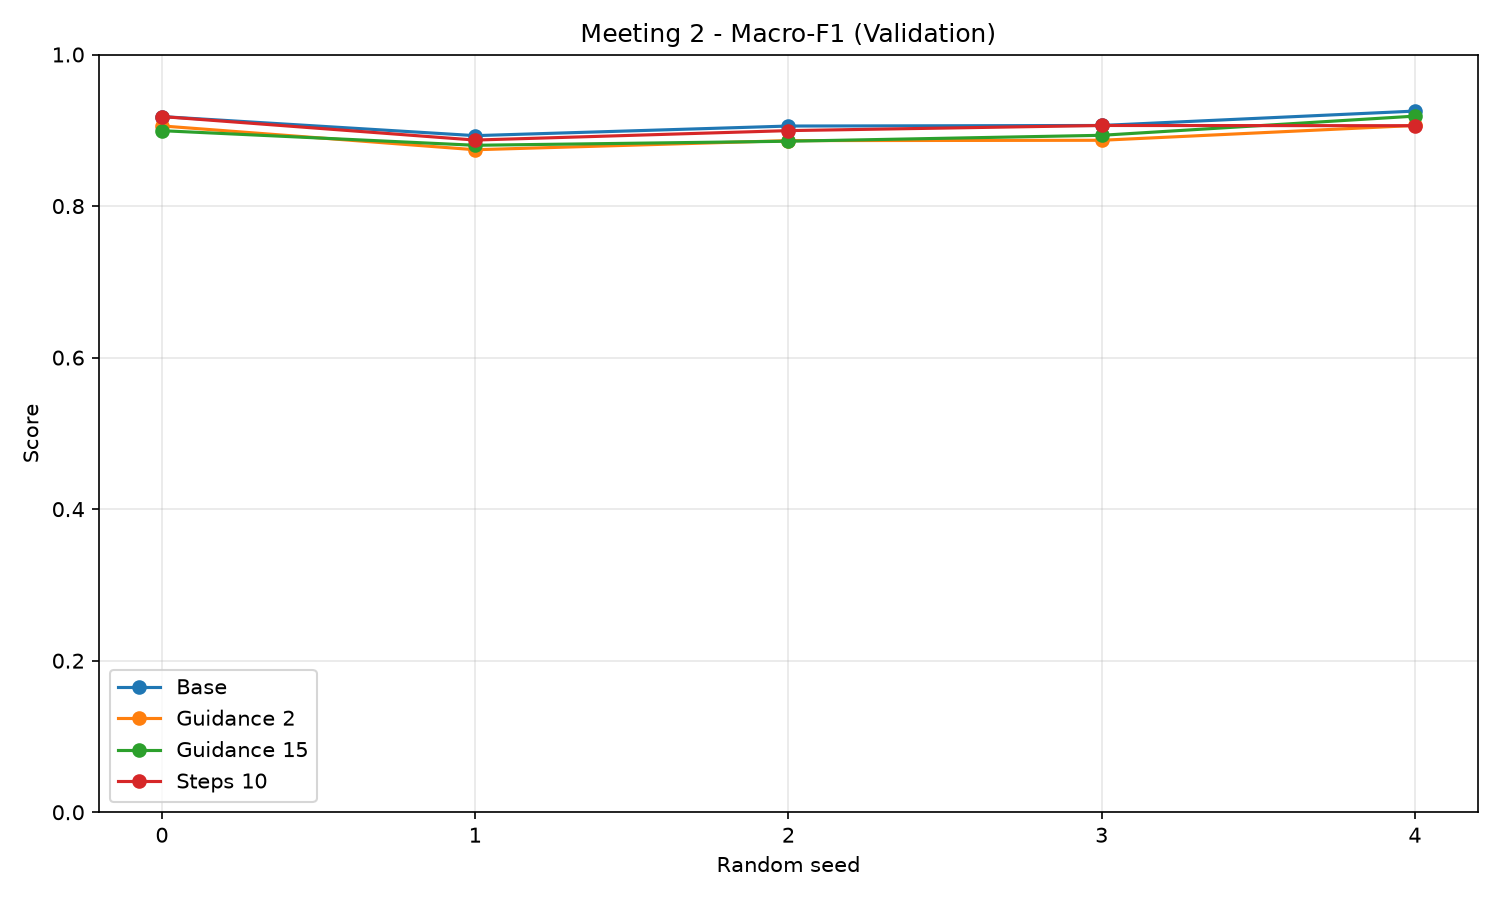 Meeting 2 - Macro-F1 (Validation)
1.0
0.8
0.6
0.4
0.2
0.0
Score
Base
Guidance 2
Guidance 15
Steps 10
0 1 2 3 4
Random seed